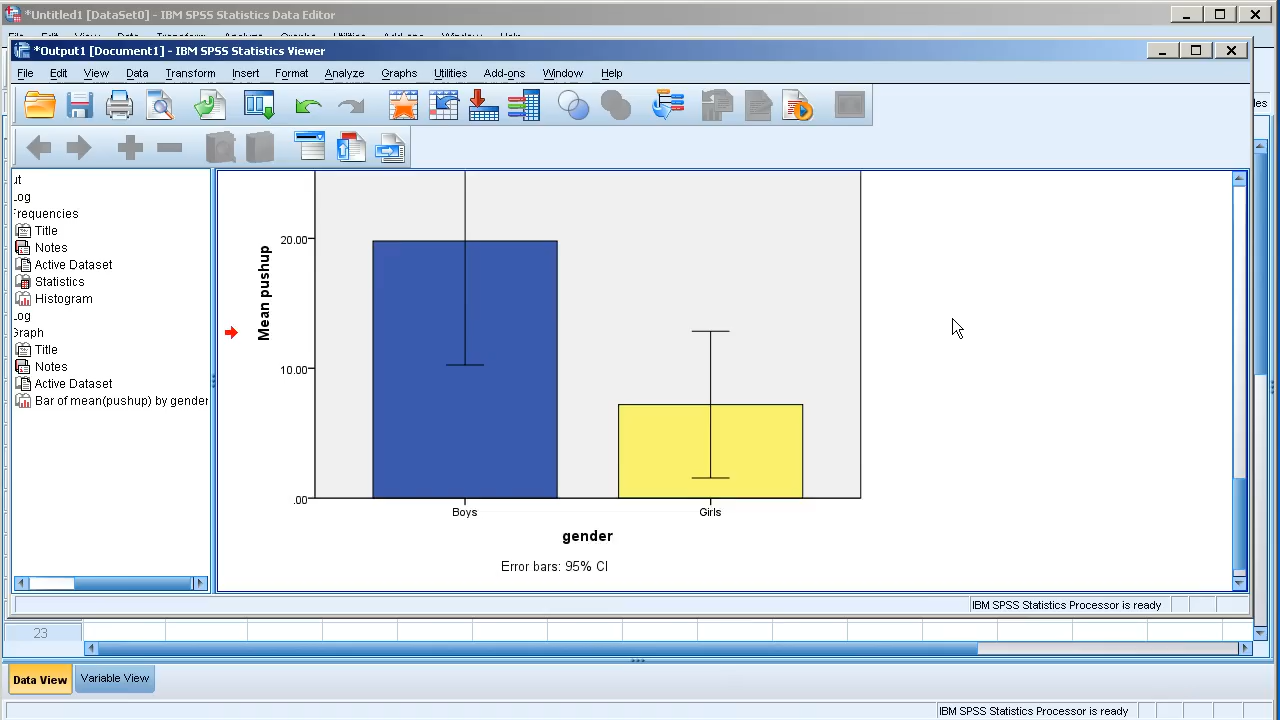 *Untitled1 [DataSet0] - IBM SPSS Statistics Data Editor
*Output1 [Document1] - IBM SPSS Statistics Viewer
File Edit View Data Transform Insert Format Analyze Graphs Utilities Add-ons Window Help
ut
Log
Frequencies
Title
Notes
Active Dataset
Statistics
Histogram
Log
Graph
Title
Notes
Active Dataset
Bar of mean(pushup) by gender
Mean pushup
20.00
10.00
.00
Boys Girls
gender
Error bars: 95% CI
IBM SPSS Statistics Processor is ready
23
Data View Variable View
IBM SPSS Statistics Processor is ready